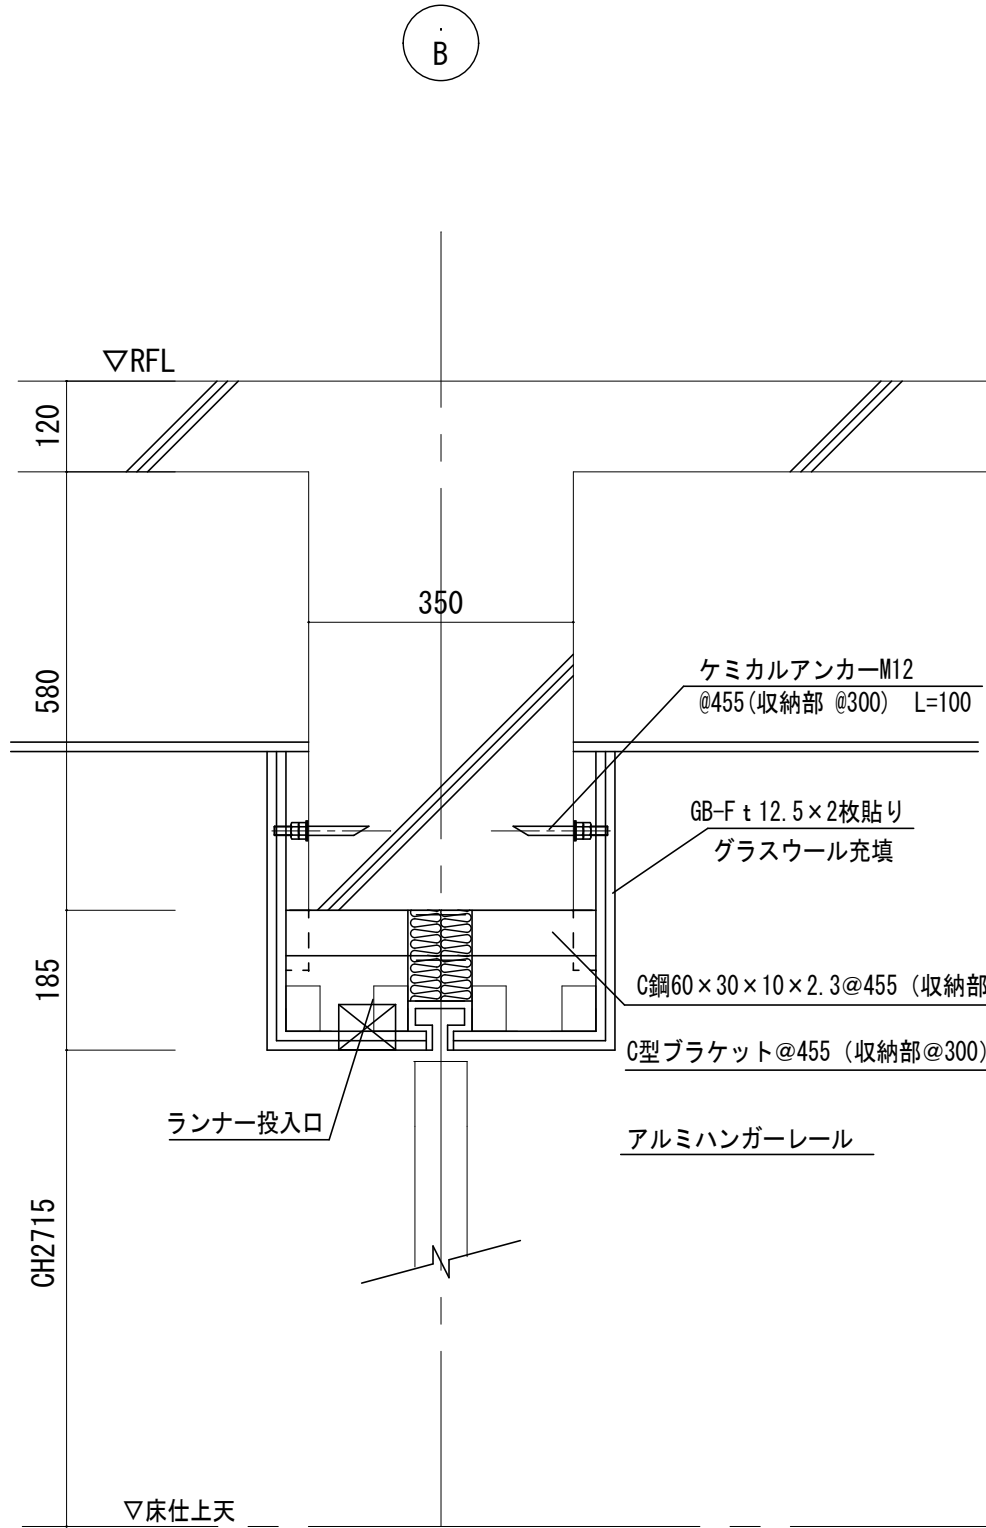 B
▽RFL
120
350
580
ケミカルアンカーM12
@455(収納部 @300) L=100
GB-F t 12.5×2枚貼り
グラスウール充填
185
C鋼60×30×10×2.3@455 (収納部
C型ブラケット@455 (収納部@300)
ランナー投入口
アルミハンガーレール
CH2715
▽床仕上天